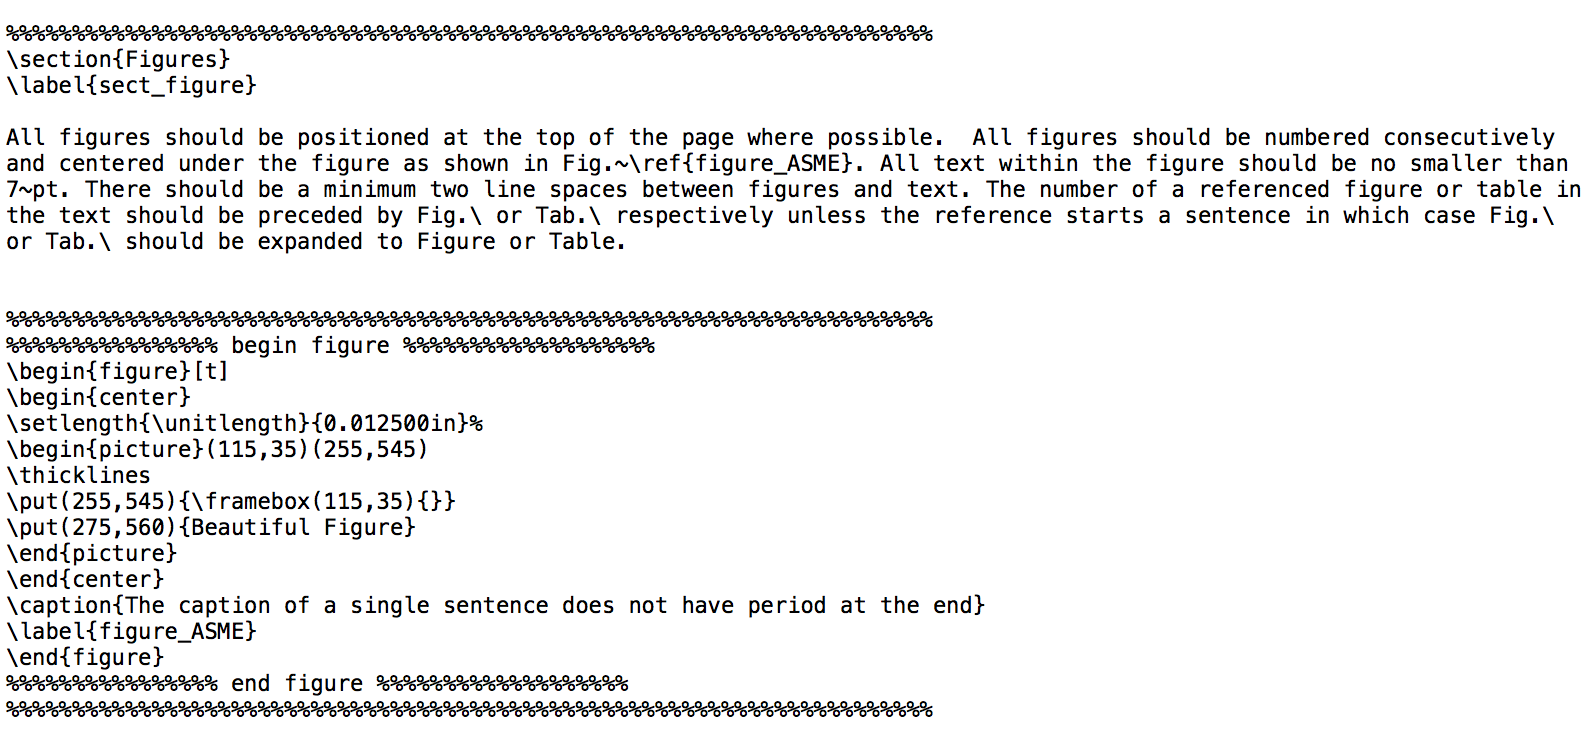 %%%%%%%%%%%%%%%%%%%%%%%%%%%%%%%%%%%%%%%%%%%%%%%%%%%%%%%%%%%%%%%%%%%%%%%%
\section{Figures}
\label{sect_figure}
All figures should be positioned at the top of the page where possible.  All figures should be numbered consecutively
and centered under the figure as shown in Fig.~\ref{figure_ASME}. All text within the figure should be no smaller than
7~pt. There should be a minimum two line spaces between figures and text. The number of a referenced figure or table in
the text should be preceded by Fig.\ or Tab.\ respectively unless the reference starts a sentence in which case Fig.\
or Tab.\ should be expanded to Figure or Table.
%%%%%%%%%%%%%%%%%%%%%%%%%%%%%%%%%%%%%%%%%%%%%%%%%%%%%%%%%%%%%%%%%%%%%%%%
%%%%%%%%%%%%%%%% begin figure %%%%%%%%%%%%%%%%%%%
\begin{figure}[t]
\begin{center}
\setlength{\unitlength}{0.012500in}%
\begin{picture}(115,35)(255,545)
\thicklines
\put(255,545){\framebox(115,35){}}
\put(275,560){Beautiful Figure}
\end{picture}
\end{center}
\caption{The caption of a single sentence does not have period at the end}
\label{figure_ASME}
\end{figure}
%%%%%%%%%%%%%%%% end figure %%%%%%%%%%%%%%%%%%%
%%%%%%%%%%%%%%%%%%%%%%%%%%%%%%%%%%%%%%%%%%%%%%%%%%%%%%%%%%%%%%%%%%%%%%%%